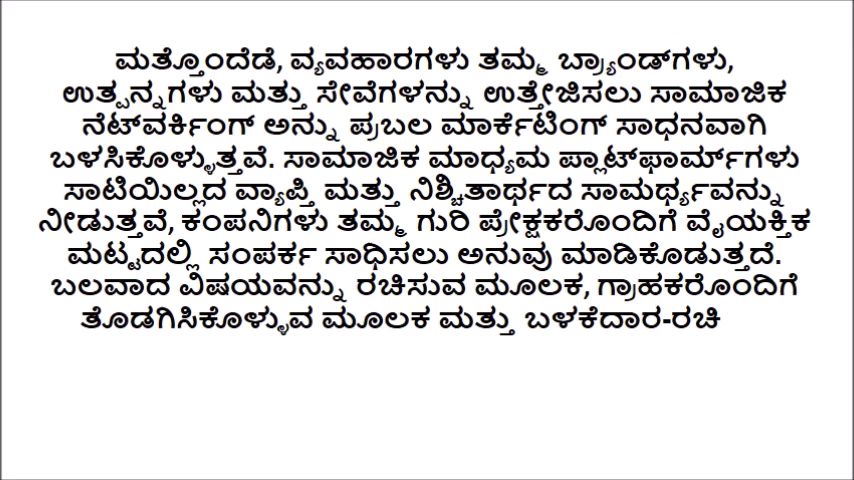 ಮತ್ತೊಂದೆಡೆ, ವ್ಯವಹಾರಗಳು ತಮ್ಮ ಬ್ರ್ಯಾಂಡ್‌ಗಳು,
ಉತ್ಪನ್ನಗಳು ಮತ್ತು ಸೇವೆಗಳನ್ನು ಉತ್ತೇಜಿಸಲು ಸಾಮಾಜಿಕ
ನೆಟ್‌ವರ್ಕಿಂಗ್ ಅನ್ನು ಪ್ರಬಲ ಮಾರ್ಕೆಟಿಂಗ್ ಸಾಧನವಾಗಿ
ಬಳಸಿಕೊಳ್ಳುತ್ತವೆ. ಸಾಮಾಜಿಕ ಮಾಧ್ಯಮ ಪ್ಲಾಟ್‌ಫಾರ್ಮ್‌ಗಳು
ಸಾಟಿಯಿಲ್ಲದ ವ್ಯಾಪ್ತಿ ಮತ್ತು ನಿಶ್ಚಿತಾರ್ಥದ ಸಾಮರ್ಥ್ಯವನ್ನು
ನೀಡುತ್ತವೆ, ಕಂಪನಿಗಳು ತಮ್ಮ ಗುರಿ ಪ್ರೇಕ್ಷಕರೊಂದಿಗೆ ವೈಯಕ್ತಿಕ
ಮಟ್ಟದಲ್ಲಿ ಸಂಪರ್ಕ ಸಾಧಿಸಲು ಅನುವು ಮಾಡಿಕೊಡುತ್ತದೆ.
ಬಲವಾದ ವಿಷಯವನ್ನು ರಚಿಸುವ ಮೂಲಕ, ಗ್ರಾಹಕರೊಂದಿಗೆ
ತೊಡಗಿಸಿಕೊಳ್ಳುವ ಮೂಲಕ ಮತ್ತು ಬಳಕೆದಾರ-ರಚಿ